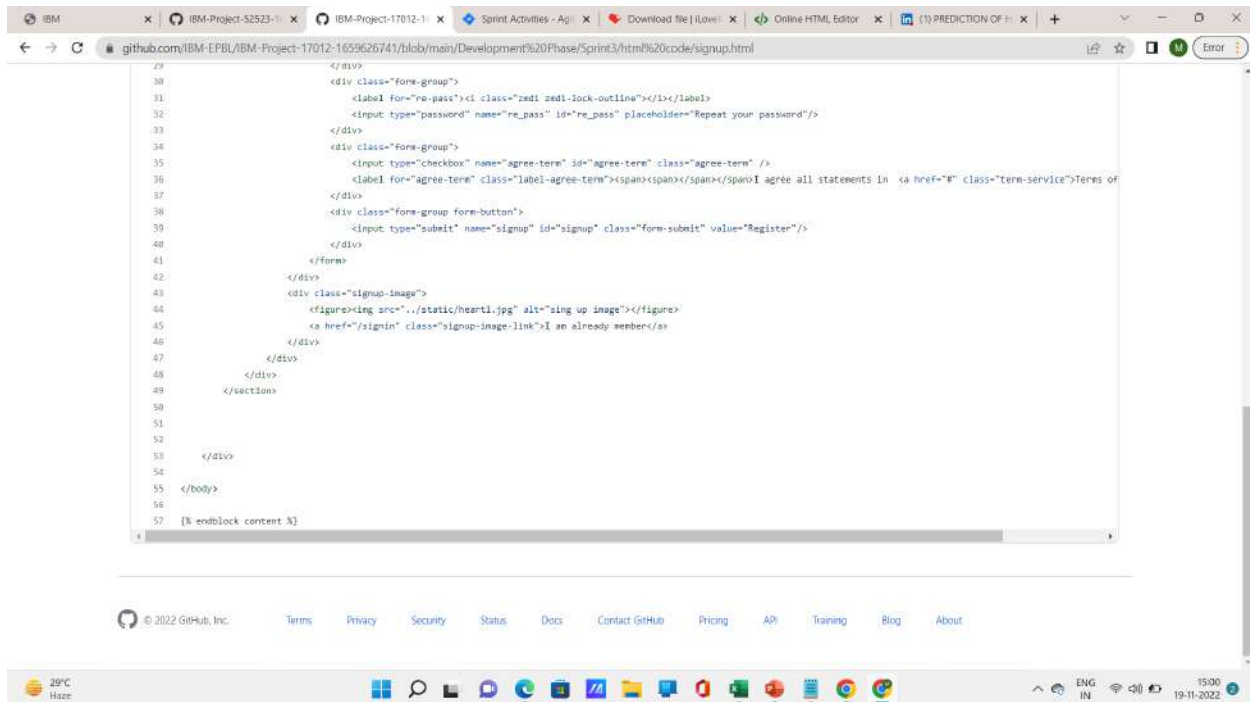 IBM
IBM-Project-52523-1
IBM-Project-17012-1
Sprint Activities - Agil
Download file | iLove
Online HTML Editor
(1) PREDICTION OF H
github.com/IBM-EPBL/IBM-Project-17012-1659626741/blob/main/Development%20Phase/Sprint3/html%20code/signup.html
M
Error
29 </div>
30 <div class="form-group">
31 <label for="re-pass"><i class="zmdi zmdi-lock-outline"></i></label>
32 <input type="password" name="re_pass" id="re_pass" placeholder="Repeat your password"/>
33 </div>
34 <div class="form-group">
35 <input type="checkbox" name="agree-term" id="agree-term" class="agree-term" />
36 <label for="agree-term" class="label-agree-term"><span><span></span></span>I agree all statements in  <a href="#" class="term-service">Terms of
37 </div>
38 <div class="form-group form-button">
39 <input type="submit" name="signup" id="signup" class="form-submit" value="Register"/>
40 </div>
41 </form>
42 </div>
43 <div class="signup-image">
44 <figure><img src="../static/heart1.jpg" alt="sing up image"></figure>
45 <a href="/signin" class="signup-image-link">I am already member</a>
46 </div>
47 </div>
48 </div>
49 </section>
50
51
52
53 </div>
54
55 </body>
56
57 {% endblock content %}
© 2022 GitHub, Inc. Terms Privacy Security Status Docs Contact GitHub Pricing API Training Blog About
29°C
Haze
ENG
IN
15:00
19-11-2022
2